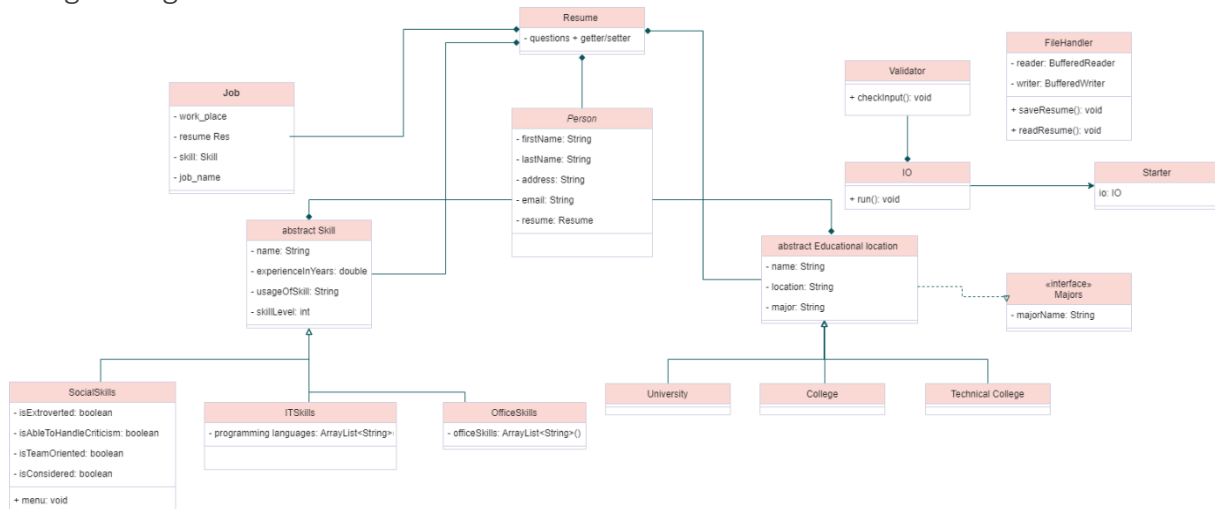 Resume
- questions + getter/setter
Job
- work_place
- resume Res
- skill: Skill
- job_name
Person
- firstName: String
- lastName: String
- address: String
- email: String
- resume: Resume
Validator
+ checkInput(): void
FileHandler
- reader: BufferedReader
- writer: BufferedWriter
+ saveResume(): void
+ readResume(): void
IO
+ run(): void
Starter
io: IO
abstract Skill
- name: String
- experienceInYears: double
- usageOfSkill: String
- skillLevel: int
abstract Educational location
- name: String
- location: String
- major: String
«interface»
Majors
- majorName: String
SocialSkills
- isExtroverted: boolean
- isAbleToHandleCriticism: boolean
- isTeamOriented: boolean
- isConsidered: boolean
+ menu: void
ITSkills
- programming languages: ArrayList<String>(
OfficeSkills
- officeSkills: ArrayList<String>()
University
College
Technical College